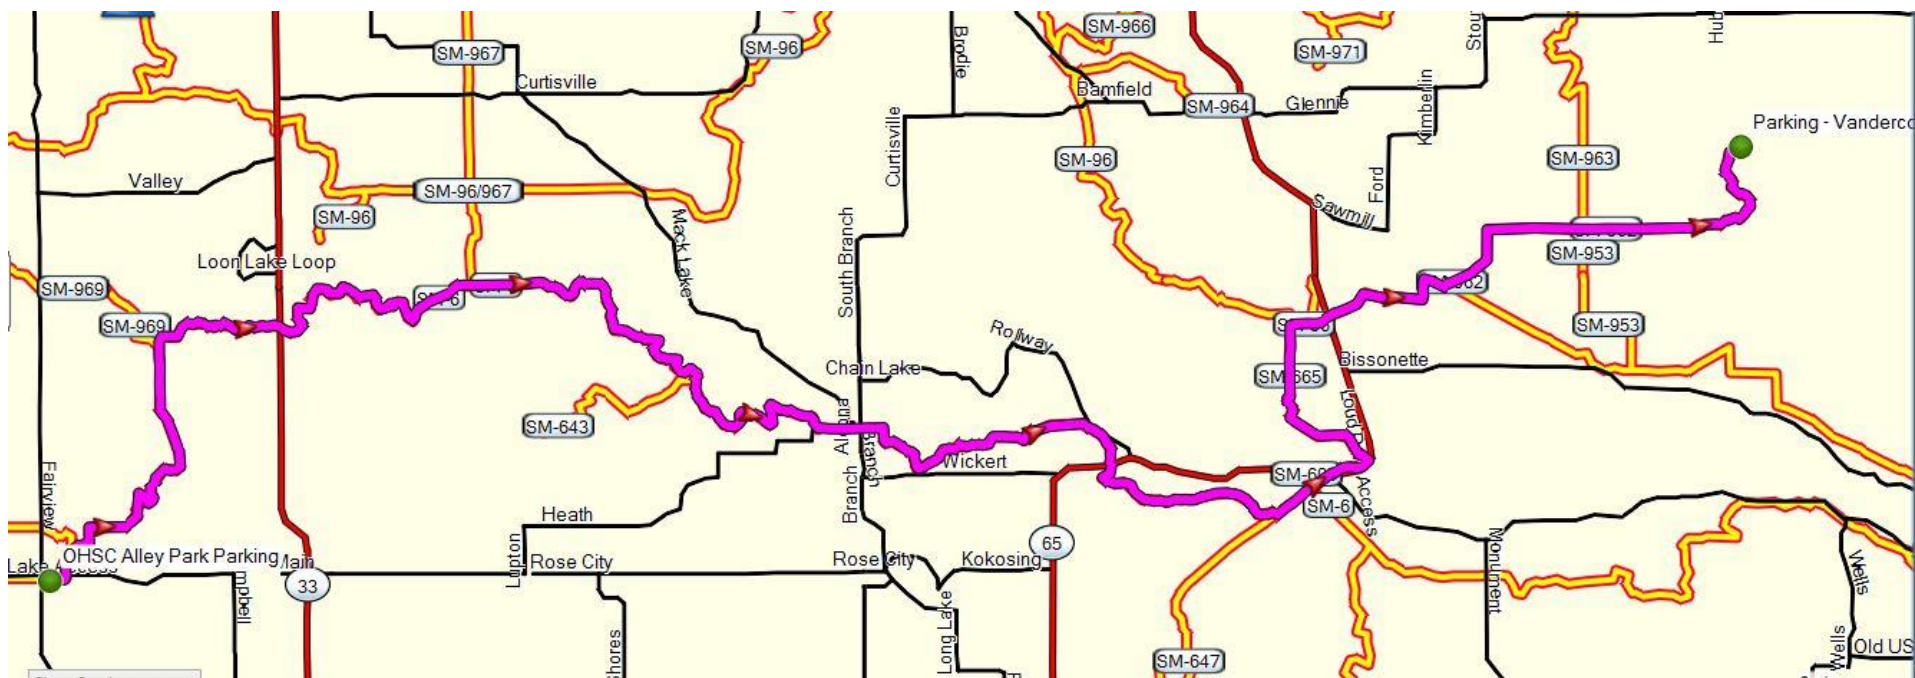 SM-967
SM-96
Brodie
SM-966
SM-971
Curtisville
Bamfield
SM-964
Glennie
Kimberlin
Parking - Vanderco
Curtisville
SM-96
SM-963
Valley
SM-96/967
SM-96
Ford
Sawmill
Mack Lake
South Branch
Loon Lake Loop
SM-953
SM-969
SM-6
SM-969
SM-953
Rollway
Bissonette
Chain Lake
SM-665
SM-643
Wickert
Fairview
Branch
Access
SM-6
Heath
Monument
65
OHSC Alley Park Parking
Lupton
Rose City
Rose City
Kokosing
33
Wells
Long Lake
SM-647
Wells
Old US